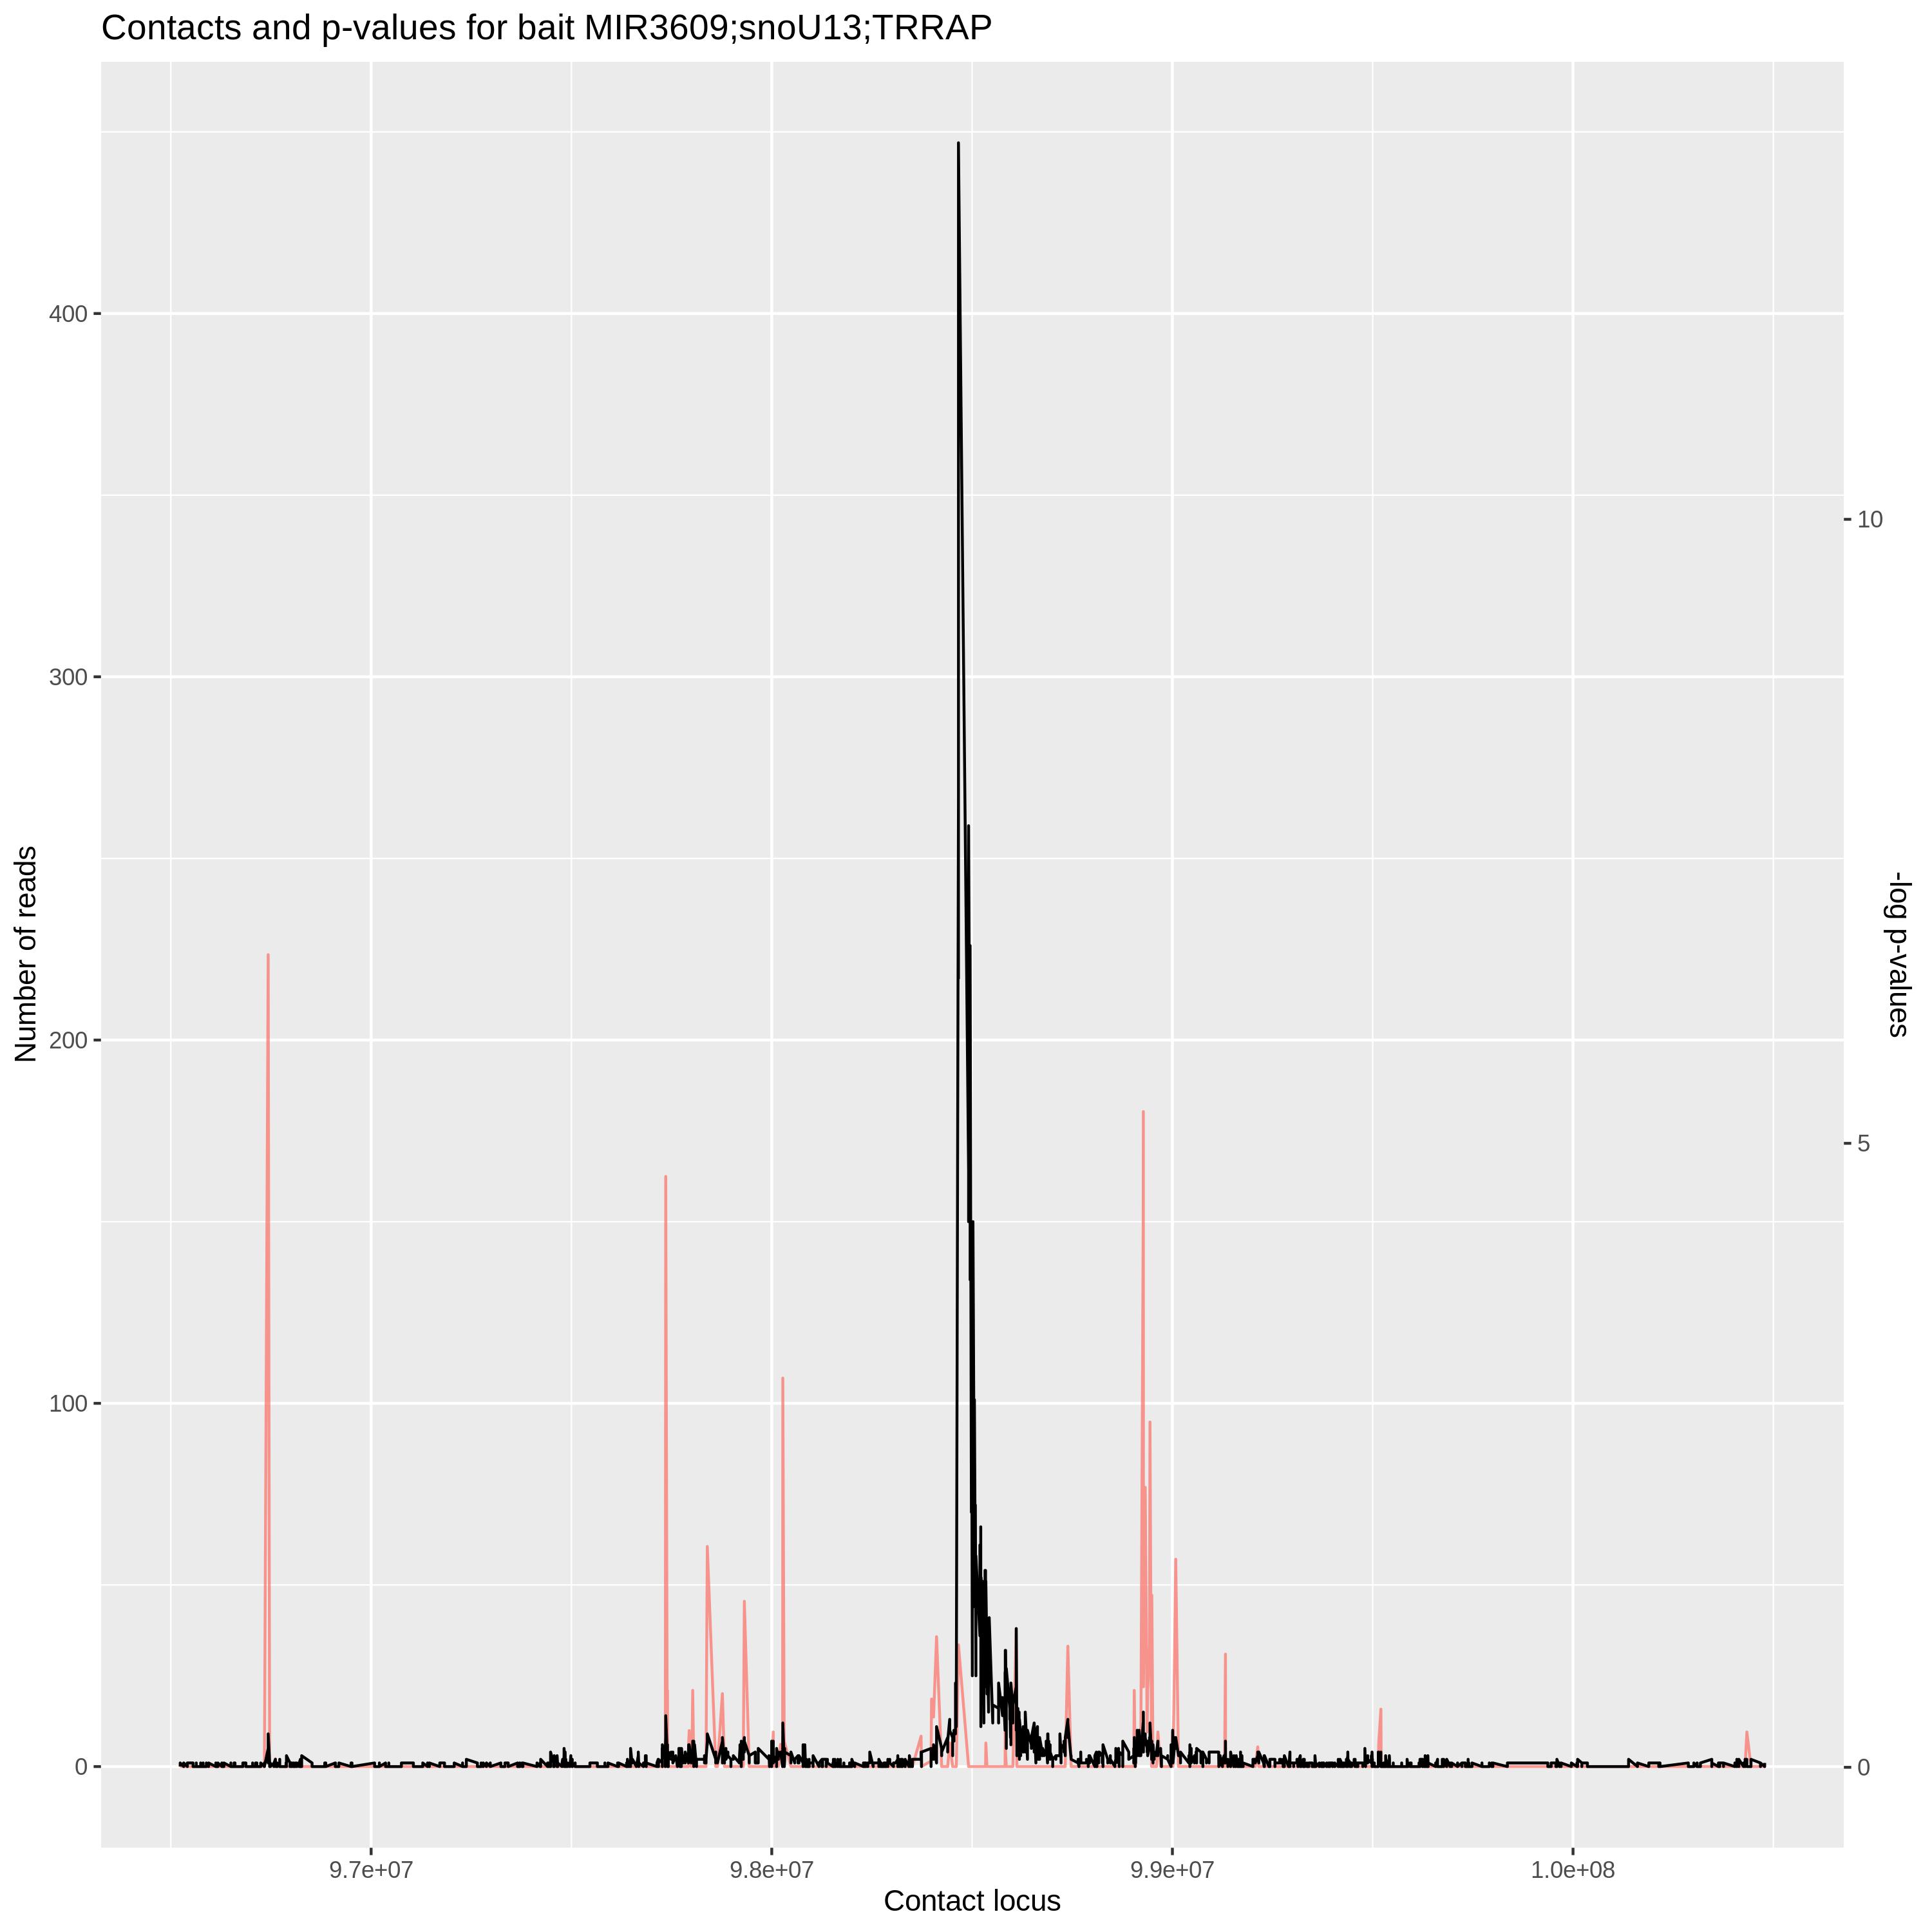 Contacts and p-values for bait MIR3609;snoU13;TRRAP
400
300
200
100
0
Number of reads
10
5
0
-log p-values
9.7e+07
9.8e+07
9.9e+07
1.0e+08
Contact locus